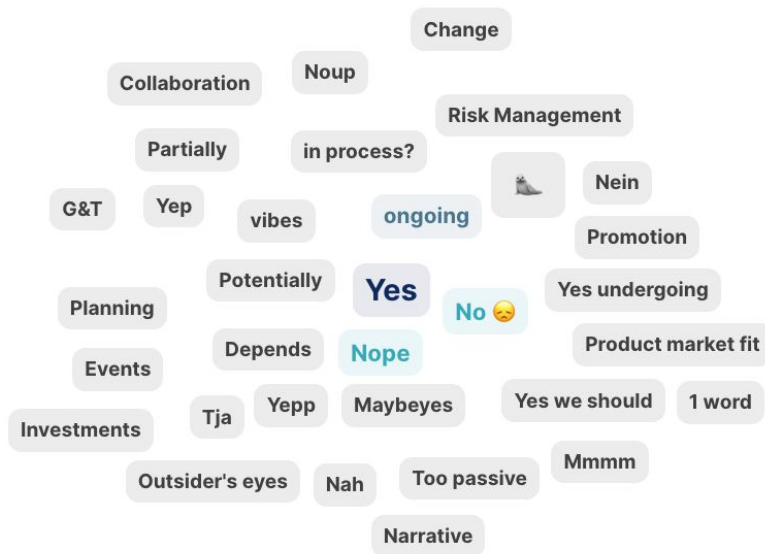 Change
Collaboration
Noup
Risk Management
Partially
in process?
Nein
G&T
Yep
vibes
ongoing
Promotion
Potentially
Yes
Yes undergoing
Planning
No 😞
Product market fit
Depends
Nope
Events
Yepp
Maybeyes
Yes we should
1 word
Tja
Investments
Mmmm
Outsider's eyes
Nah
Too passive
Narrative